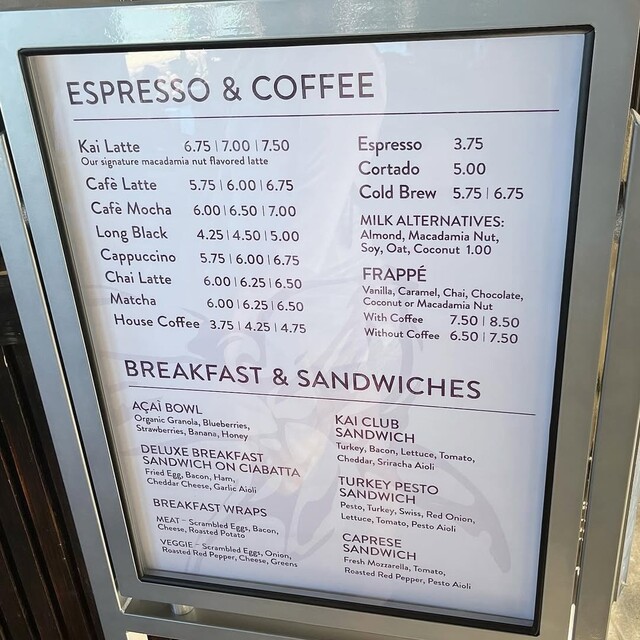 ESPRESSO & COFFEE
Kai Latte 6.75 | 7.00 | 7.50
Our signature macadamia nut flavored latte
Cafè Latte 5.75 | 6.00 | 6.75
Cafè Mocha 6.00 | 6.50 | 7.00
Long Black 4.25 | 4.50 | 5.00
Cappuccino 5.75 | 6.00 | 6.75
Chai Latte 6.00 | 6.25 | 6.50
Matcha 6.00 | 6.25 | 6.50
House Coffee 3.75 | 4.25 | 4.75
Espresso 3.75
Cortado 5.00
Cold Brew 5.75 | 6.75
MILK ALTERNATIVES:
Almond, Macadamia Nut,
Soy, Oat, Coconut 1.00
FRAPPÉ
Vanilla, Caramel, Chai, Chocolate,
Coconut or Macadamia Nut
With Coffee 7.50 | 8.50
Without Coffee 6.50 | 7.50
BREAKFAST & SANDWICHES
AÇAÏ BOWL
Organic Granola, Blueberries,
Strawberries, Banana, Honey
DELUXE BREAKFAST
SANDWICH ON CIABATTA
Fried Egg, Bacon, Ham,
Cheddar Cheese, Garlic Aioli
BREAKFAST WRAPS
MEAT – Scrambled Eggs, Bacon,
Cheese, Roasted Potato
VEGGIE – Scrambled Eggs, Onion,
Roasted Red Pepper, Cheese, Greens
KAI CLUB
SANDWICH
Turkey, Bacon, Lettuce, Tomato,
Cheddar, Sriracha Aioli
TURKEY PESTO
SANDWICH
Pesto, Turkey, Swiss, Red Onion,
Lettuce, Tomato, Pesto Aioli
CAPRESE
SANDWICH
Fresh Mozzarella, Tomato,
Roasted Red Pepper, Pesto Aioli